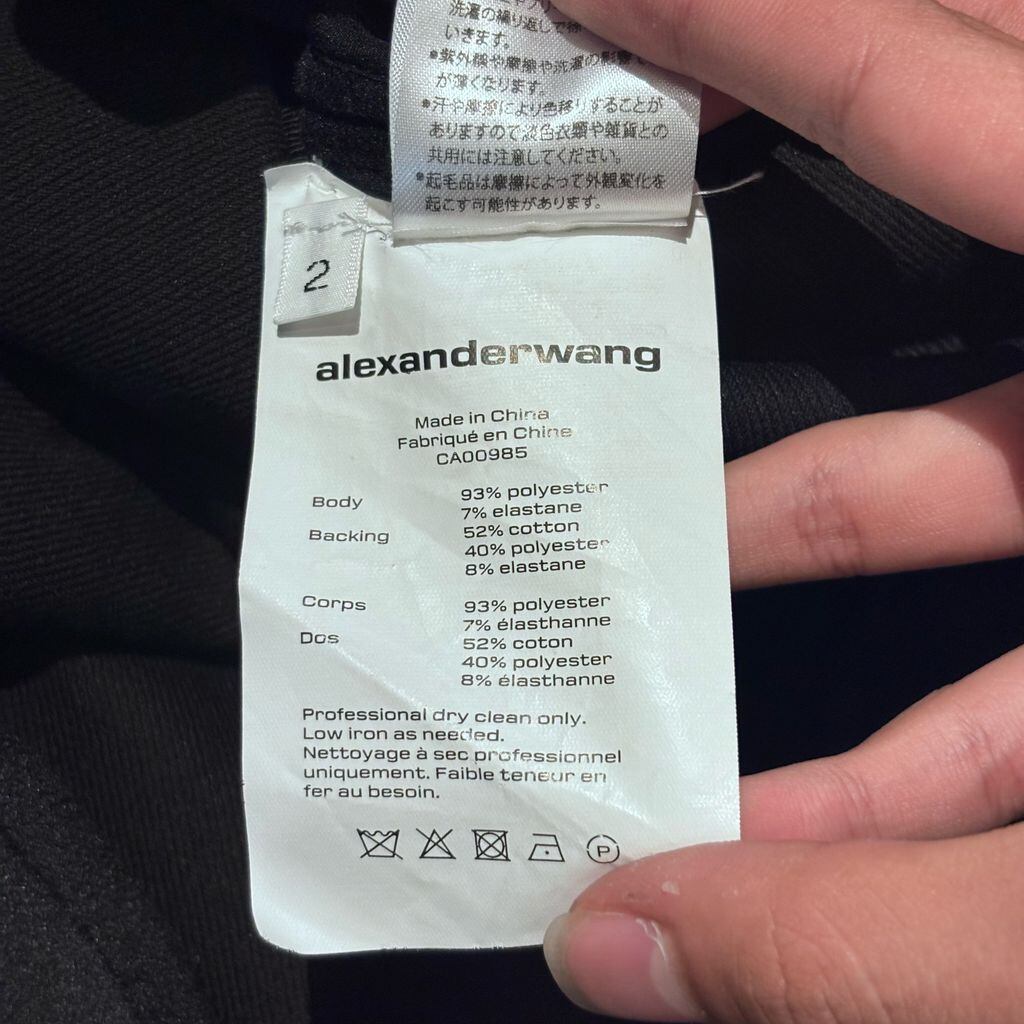 洗濯の繰り返しで徐
いきます。
●紫外線や摩擦や洗濯の影響で
が薄くなります。
●汗や摩擦により色移りすることが
ありますので淡色衣類や雑貨との
共用には注意してください。
●起毛品は摩擦によって外観変化を
起こす可能性があります。
2
alexanderwang
Made in China
Fabriqué en Chine
CA00985
Body 93% polyester
7% elastane
Backing 52% cotton
40% polyester
8% elastane
Corps 93% polyester
7% élasthanne
Dos 52% coton
40% polyester
8% élasthanne
Professional dry clean only.
Low iron as needed.
Nettoyage à sec professionnel
uniquement. Faible teneur en
fer au besoin.
P